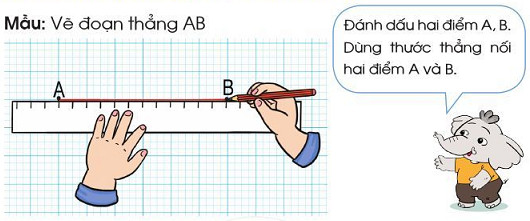 Mẫu: Vẽ đoạn thẳng AB
A
B
Đánh dấu hai điểm A, B.
Dùng thước thẳng nối
hai điểm A và B.